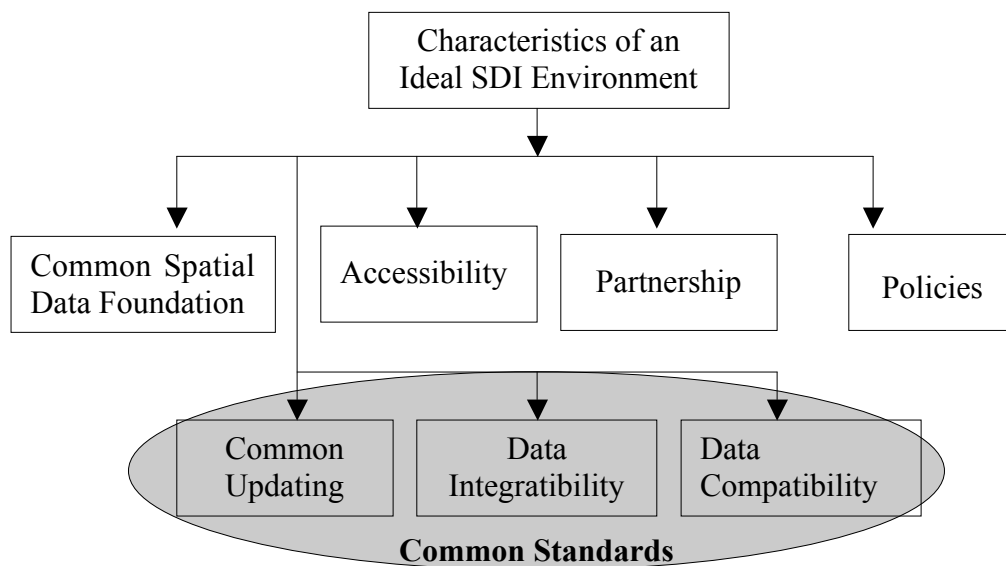 Characteristics of an
Ideal SDI Environment
Common Spatial
Data Foundation
Accessibility
Partnership
Policies
Common
Updating
Data
Integratibility
Data
Compatibility
Common Standards